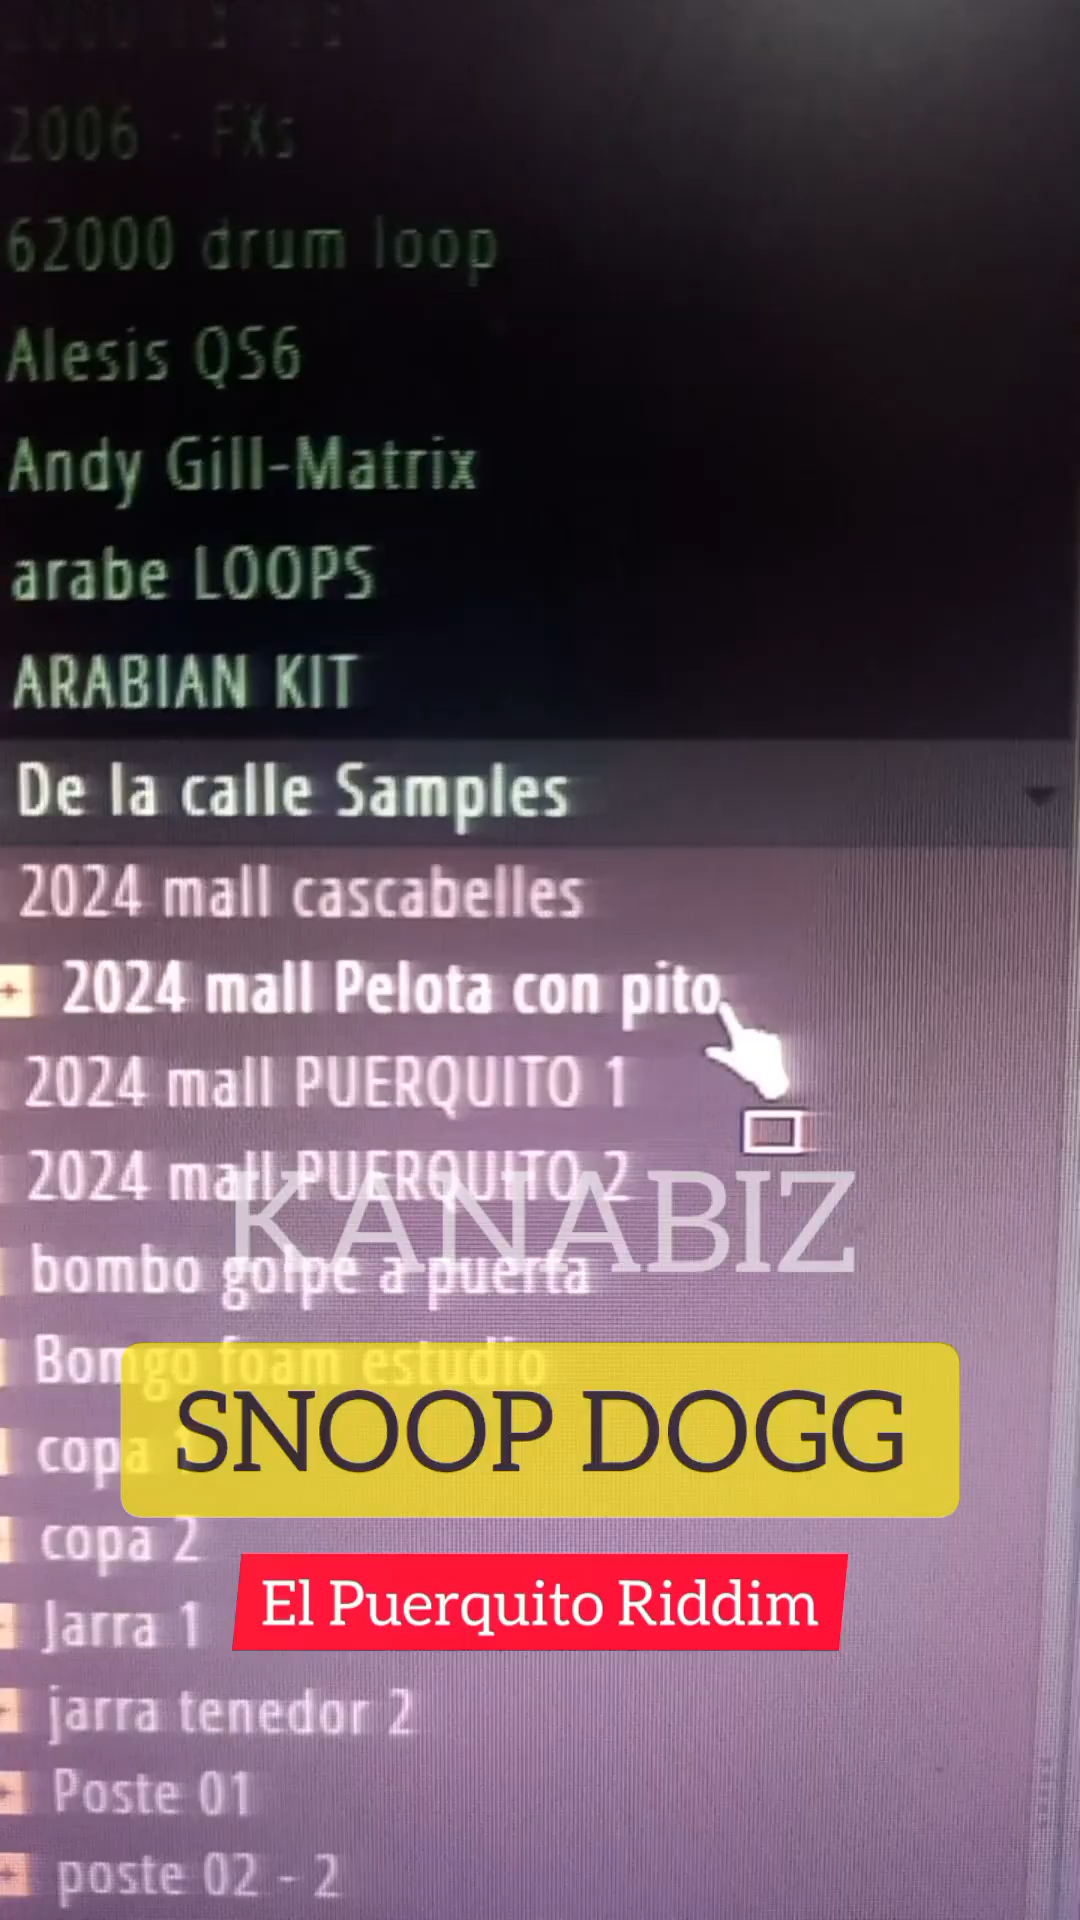 2006 - FXs
62000 drum loop
Alesis QS6
Andy Gill-Matrix
arabe LOOPS
ARABIAN KIT
De la calle Samples
2024 mall cascabelles
2024 mall Pelota con pito
2024 mall PUERQUITO 1
2024 mall PUERQUITO 2
KANABIZ
bombo golpe a puerta
Bomgo foam estudio
SNOOP DOGG
copa 1
copa 2
El Puerquito Riddim
Jarra 1
jarra tenedor 2
Poste 01
poste 02 - 2